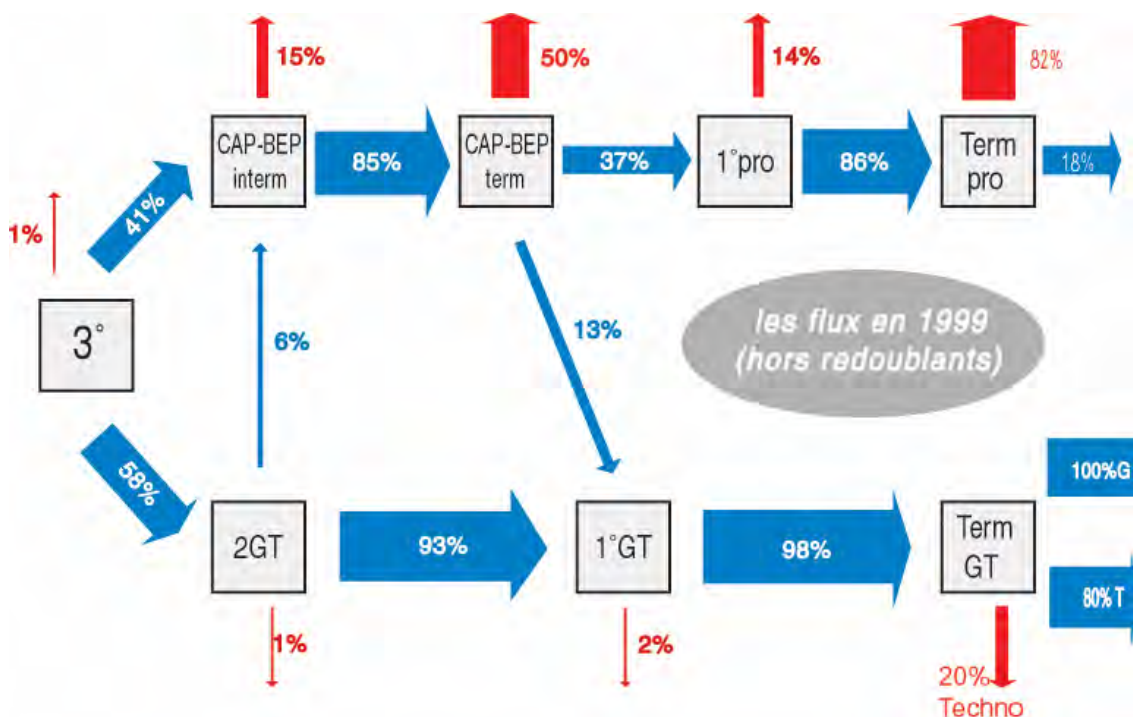 15%
50%
14%
82%
CAP-BEP
interm
85%
CAP-BEP
term
37%
1°pro
86%
Term
pro
18%
1%
41%
3°
6%
13%
les flux en 1999
(hors redoublants)
58%
2GT
93%
1°GT
98%
Term
GT
100%G
80% T
1%
2%
20%
Techno